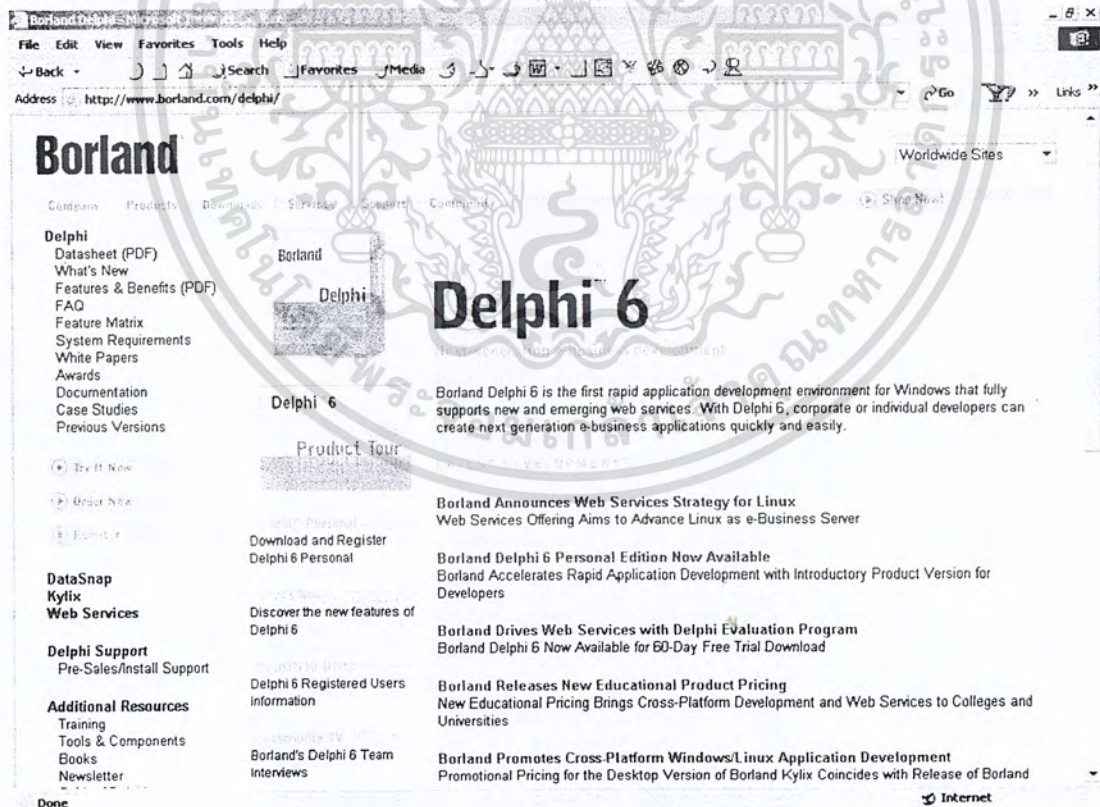 Borland Delphi - Microsoft Internet
File Edit View Favorites Tools Help
Back Search Favorites Media Go Links »
Address http://www.borland.com/delphi/
Borland
Worldwide Sites
Company Products Downloads Services Support Community
Shop Now!
Delphi
Datasheet (PDF)
What's New
Features & Benefits (PDF)
FAQ
Feature Matrix
System Requirements
White Papers
Awards
Documentation
Case Studies
Previous Versions
Try It Now
Order Now
DataSnap
Kylix
Web Services
Delphi Support
Pre-Sales/Install Support
Additional Resources
Training
Tools & Components
Books
Newsletter
Borland
Delphi
Delphi 6
Product Tour
Download and Register
Delphi 6 Personal
Discover the new features of
Delphi 6
Delphi 6 Registered Users
Information
Borland's Delphi 6 Team
Interviews
Delphi™ 6
Borland Delphi 6 is the first rapid application development environment for Windows that fully
supports new and emerging web services. With Delphi 6, corporate or individual developers can
create next generation e-business applications quickly and easily.
LATEST DEVELOPMENTS
Borland Announces Web Services Strategy for Linux
Web Services Offering Aims to Advance Linux as e-Business Server
Borland Delphi 6 Personal Edition Now Available
Borland Accelerates Rapid Application Development with Introductory Product Version for
Developers
Borland Drives Web Services with Delphi Evaluation Program
Borland Delphi 6 Now Available for 60-Day Free Trial Download
Borland Releases New Educational Product Pricing
New Educational Pricing Brings Cross-Platform Development and Web Services to Colleges and
Universities
Borland Promotes Cross-Platform Windows/Linux Application Development
Promotional Pricing for the Desktop Version of Borland Kylix Coincides with Release of Borland
Done
Internet